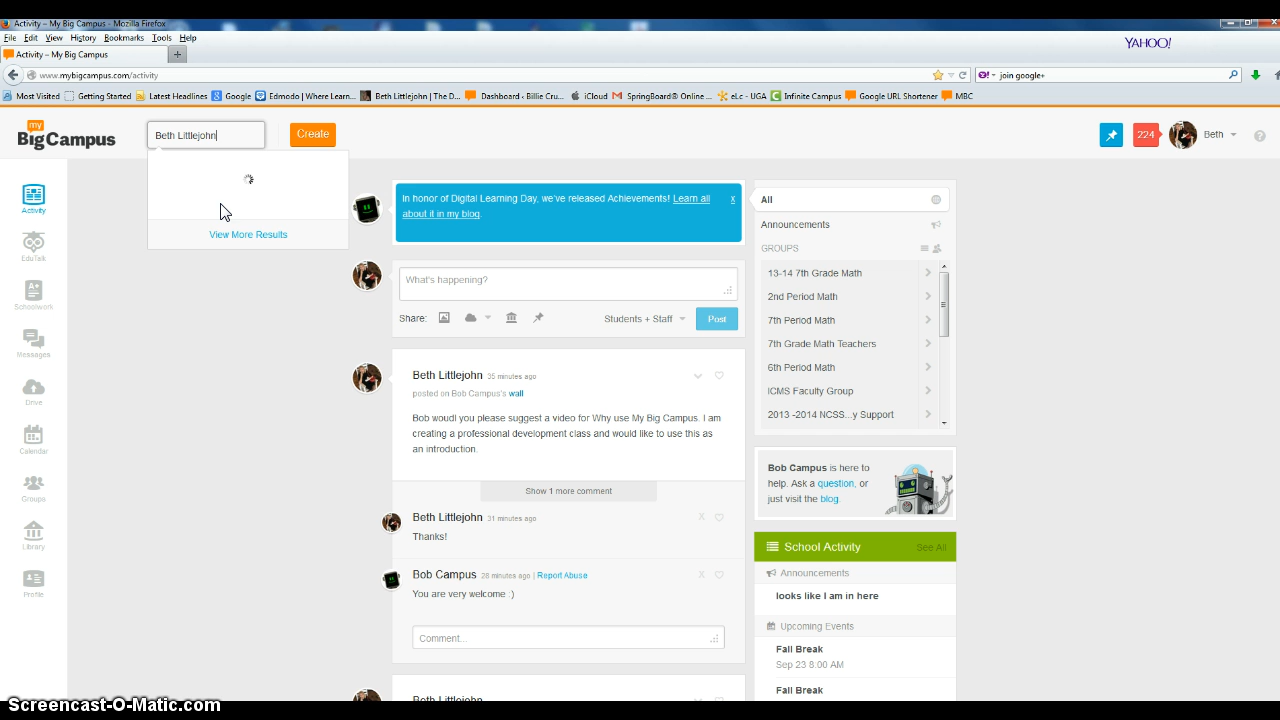 Activity – My Big Campus - Mozilla Firefox
File Edit View History Bookmarks Tools Help
YAHOO!
Activity – My Big Campus
www.mybigcampus.com/activity
join google+
Most Visited Getting Started Latest Headlines Google Edmodo | Where Learn... Beth Littlejohn | The D... Dashboard - Billie Cru... iCloud SpringBoard® Online ... eLc - UGA Infinite Campus Google URL Shortener MBC
my
BigCampus
Beth Littlejohn
Create
224
Beth
View More Results
Activity
EduTalk
Schoolwork
Messages
Drive
Calendar
Groups
Library
Profile
In honor of Digital Learning Day, we've released Achievements! Learn all x
about it in my blog.
What's happening?
Share:
Students + Staff
Post
Beth Littlejohn 35 minutes ago
posted on Bob Campus's wall
Bob woudl you please suggest a video for Why use My Big Campus. I am
creating a professional development class and would like to use this as
an introduction.
Show 1 more comment
Beth Littlejohn 31 minutes ago X
Thanks!
Bob Campus 28 minutes ago | Report Abuse X
You are very welcome :)
Comment...
Beth Littlejohn
All
Announcements
GROUPS
13-14 7th Grade Math
2nd Period Math
7th Period Math
7th Grade Math Teachers
6th Period Math
ICMS Faculty Group
2013 -2014 NCSS...y Support
Bob Campus is here to
help. Ask a question, or
just visit the blog.
School Activity See All
Announcements
looks like I am in here
Upcoming Events
Fall Break
Sep 23 8:00 AM
Fall Break
Screencast-O-Matic.com